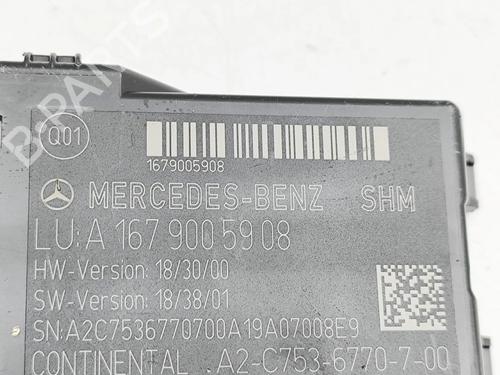 Q01
1679005908
MERCEDES-BENZ SHM
LU: A 167 900 59 08
HW-Version: 18/30/00
SW-Version: 18/38/01
SN:A2C7536770700A19A07008E9
CONTINENTAL A2-C753-6770-7-00
B-PARTS